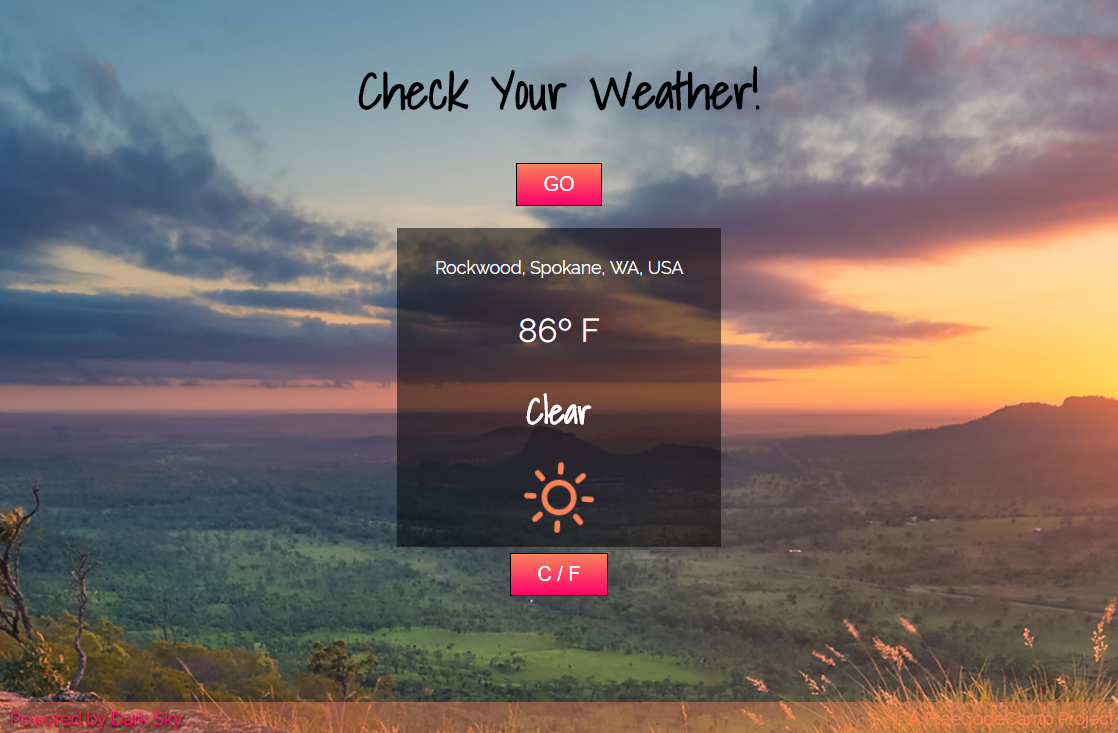 Check Your Weather!
GO
Rockwood, Spokane, WA, USA
86° F
Clear
C / F
Powered by Dark Sky
A FreeCodeCamp Project